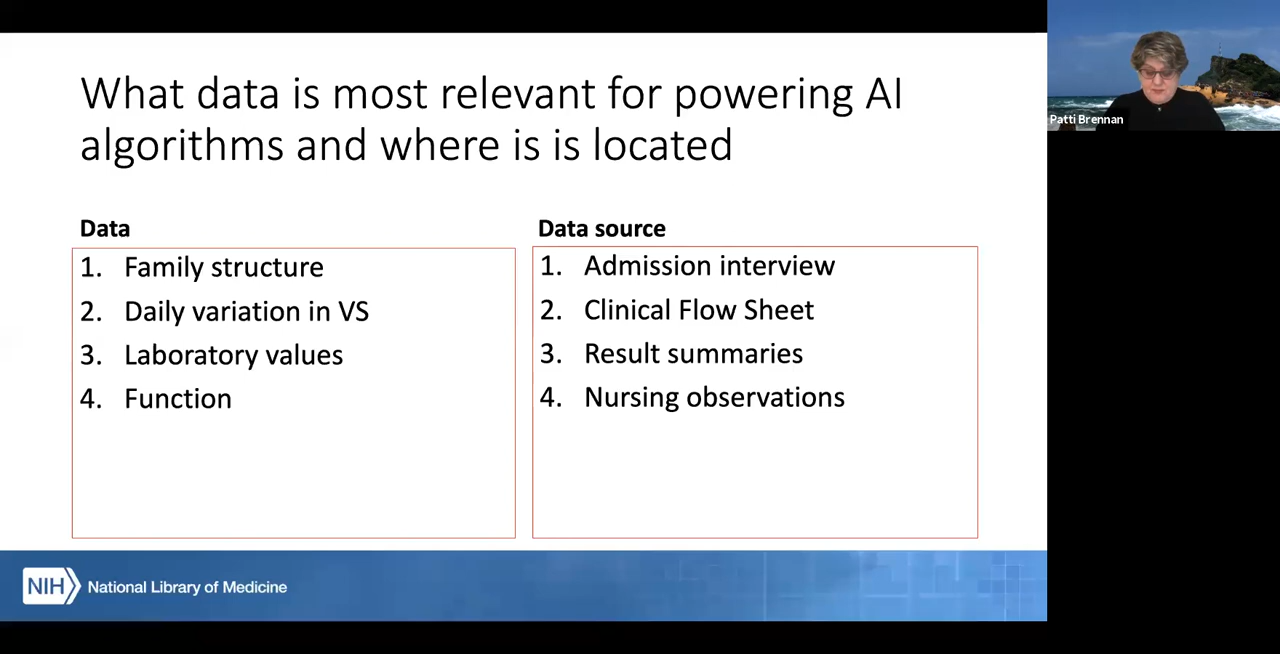 What data is most relevant for powering AI
algorithms and where is is located
Data
1. Family structure
2. Daily variation in VS
3. Laboratory values
4. Function
Data source
1. Admission interview
2. Clinical Flow Sheet
3. Result summaries
4. Nursing observations
NIH National Library of Medicine
Patti Brennan